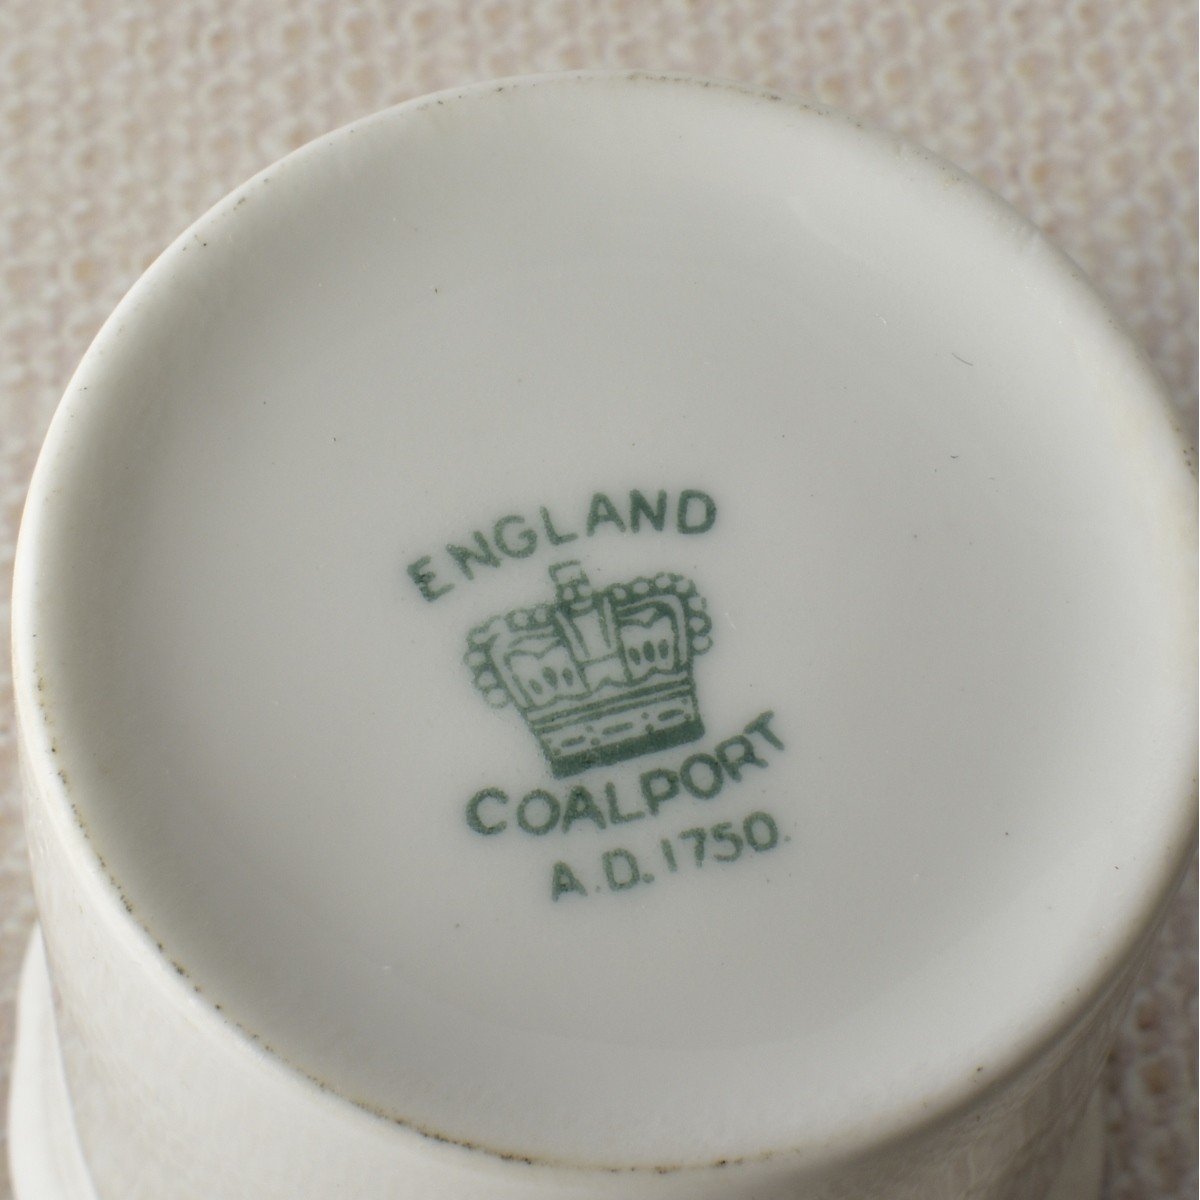 ENGLAND
COALPORT
A.D. 1750.